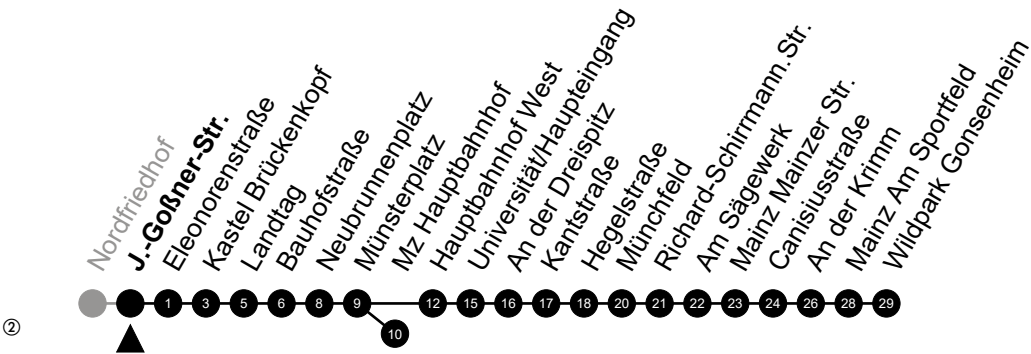 Nordfriedhof
J.-Goßner-Str.
Eleonorenstraße
Kastel Brückenkopf
Landtag
Bauhofstraße
Neubrunnenplatz
Münsterplatz
Mz Hauptbahnhof
Hauptbahnhof West
Universität/Haupteingang
An der Dreispitz
Kantstraße
Hegelstraße
Münchfeld
Richard-Schirrmann.Str.
Am Sägewerk
Mainz Mainzer Str.
Canisiusstraße
An der Krimm
Mainz Am Sportfeld
Wildpark Gonsenheim
1 3 5 6 8 9 12 15 16 17 18 20 21 22 23 24 26 28 29
10
②